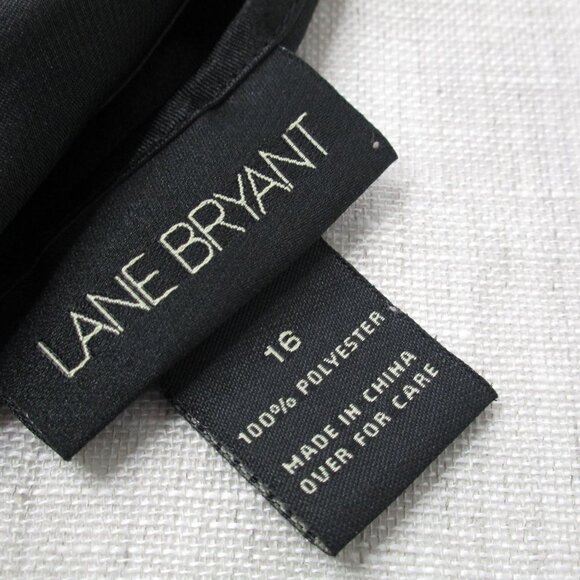 LANE BRYANT
16
100% POLYESTER
MADE IN CHINA
OVER FOR CARE